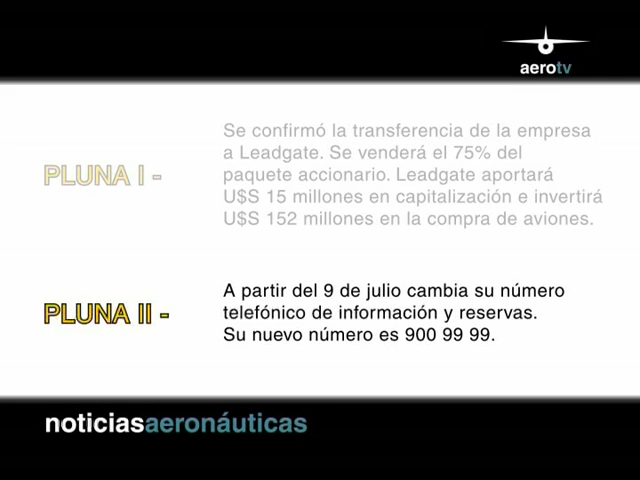 aerotv
PLUNA I -
Se confirmó la transferencia de la empresa
a Leadgate. Se venderá el 75% del
paquete accionario. Leadgate aportará
U$S 15 millones en capitalización e invertirá
U$S 152 millones en la compra de aviones.
PLUNA II -
A partir del 9 de julio cambia su número
telefónico de información y reservas.
Su nuevo número es 900 99 99.
noticiasaeronáuticas